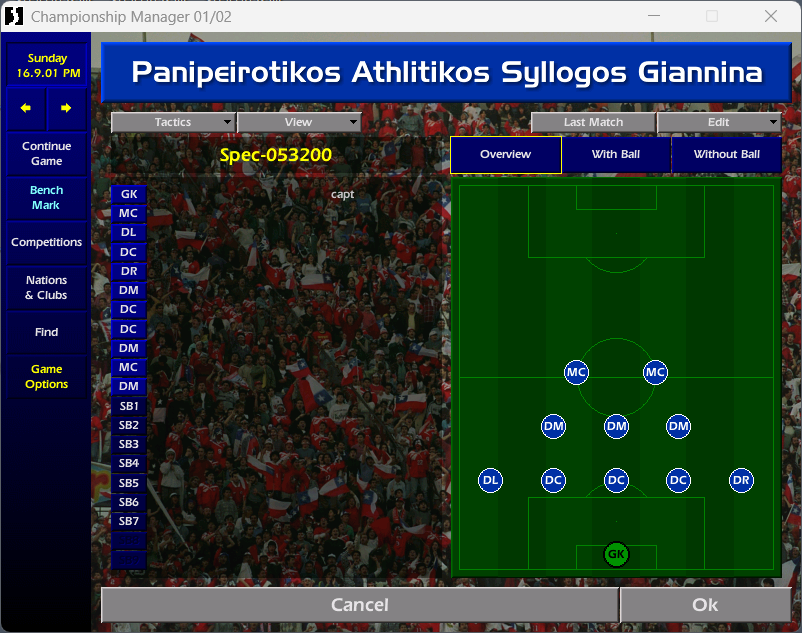 Championship Manager 01/02
Sunday
16.9.01 PM
Continue
Game
Bench
Mark
Competitions
Nations
& Clubs
Find
Game
Options
Panipeirotikos Athlitikos Syllogos Giannina
Tactics View Last Match Edit
Spec-053200
Overview With Ball Without Ball
GK capt
MC
DL
DC
DR
DM
DC
DC
DM
MC
DM
SB1
SB2
SB3
SB4
SB5
SB6
SB7
MC MC
DM DM DM
DL DC DC DC DR
GK
Cancel Ok